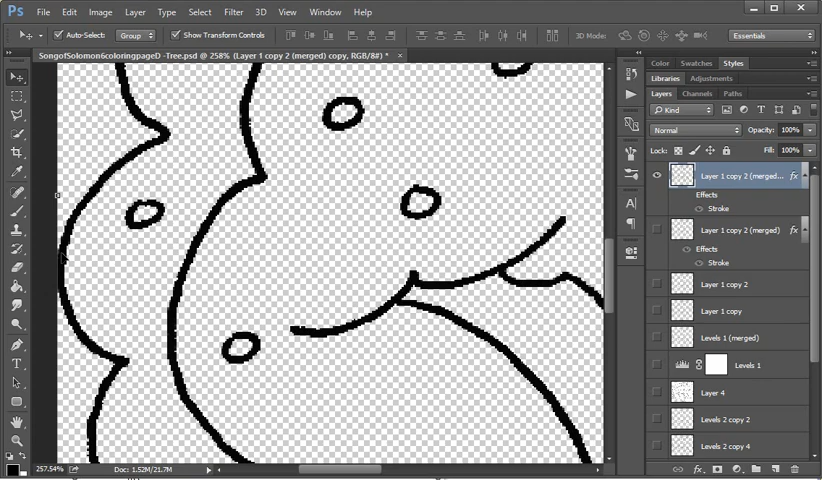 Ps File Edit Image Layer Type Select Filter 3D View Window Help
Auto-Select: Group Show Transform Controls 3D Mode: Essentials
SongofSolomon6coloringpageD -Tree.psd @ 258% (Layer 1 copy 2 (merged) copy, RGB/8#) * ×
Color Swatches Styles
Libraries Adjustments
Layers Channels Paths
Kind
Normal Opacity: 100%
Lock: Fill: 100%
Layer 1 copy 2 (merged... fx
Effects
Stroke
Layer 1 copy 2 (merged) fx
Effects
Stroke
Layer 1 copy 2
Layer 1 copy
Levels 1 (merged)
Levels 1
Layer 4
Levels 2 copy 2
Levels 2 copy 4
257.54% Doc: 1.52M/21.7M